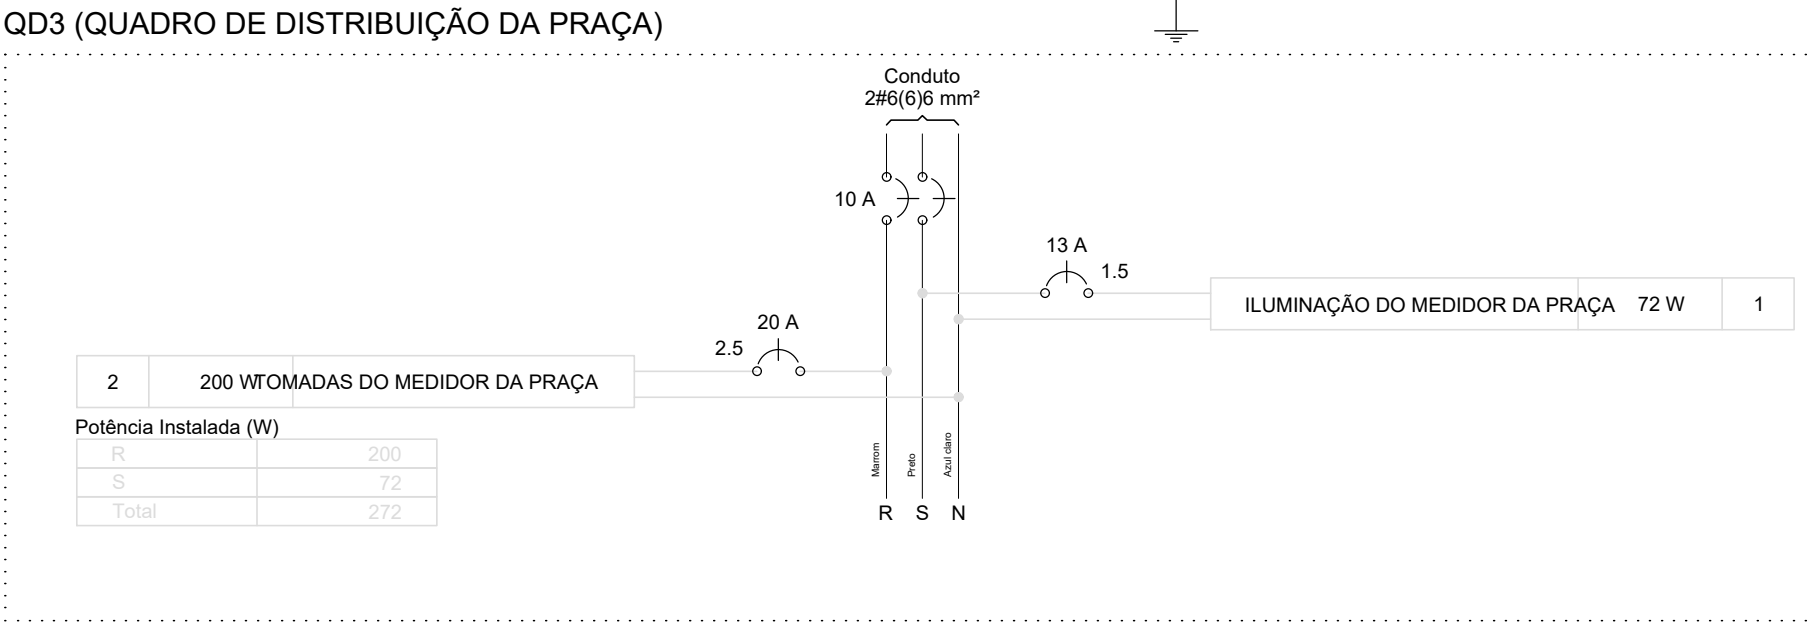 QD3 (QUADRO DE DISTRIBUIÇÃO DA PRAÇA)
Conduto
2#6(6)6 mm²
10 A
13 A
1.5
ILUMINAÇÃO DO MEDIDOR DA PRAÇA 72 W 1
20 A
2.5
2 200 W TOMADAS DO MEDIDOR DA PRAÇA
Potência Instalada (W)
R 200
S 72
Total 272
Marrom
Preto
Azul claro
R S N